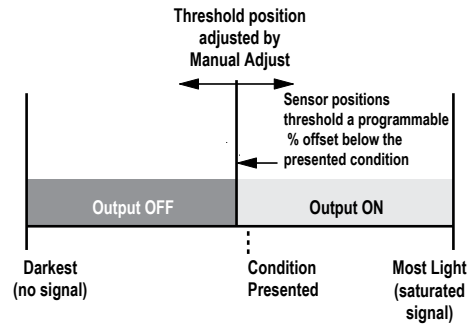 Threshold position
adjusted by
Manual Adjust
Sensor positions
threshold a programmable
% offset below the
presented condition
Output OFF
Output ON
Darkest
(no signal)
Condition
Presented
Most Light
(saturated
signal)